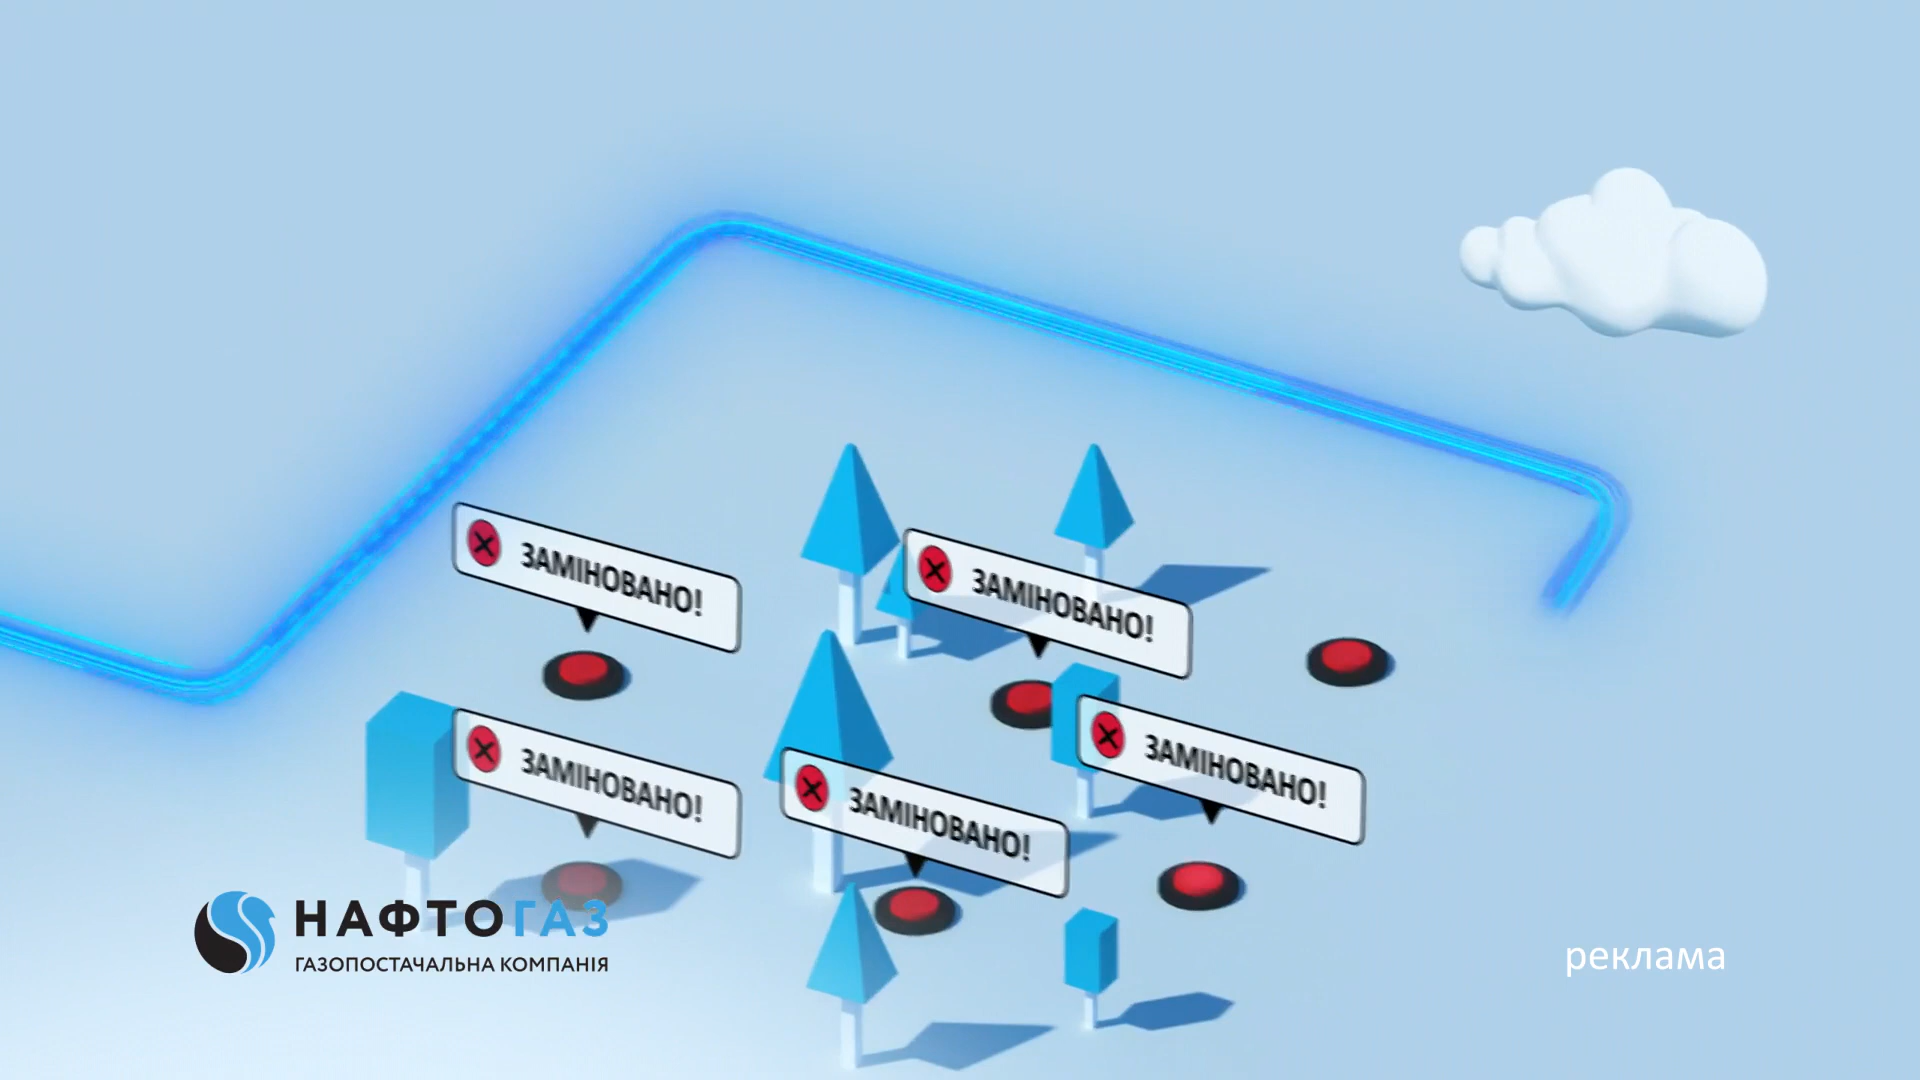 ЗАМІНОВАНО!
ЗАМІНОВАНО!
ЗАМІНОВАНО!
ЗАМІНОВАНО!
ЗАМІНОВАНО!
НАФТОГАЗ
ГАЗОПОСТАЧАЛЬНА КОМПАНІЯ
реклама